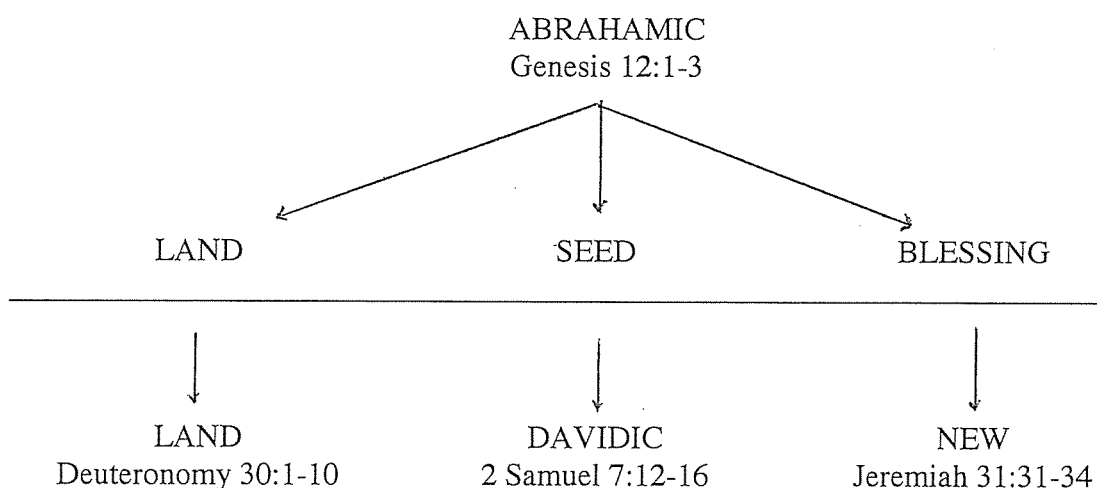 ABRAHAMIC
Genesis 12:1-3
LAND SEED BLESSING
LAND DAVIDIC NEW
Deuteronomy 30:1-10 2 Samuel 7:12-16 Jeremiah 31:31-34